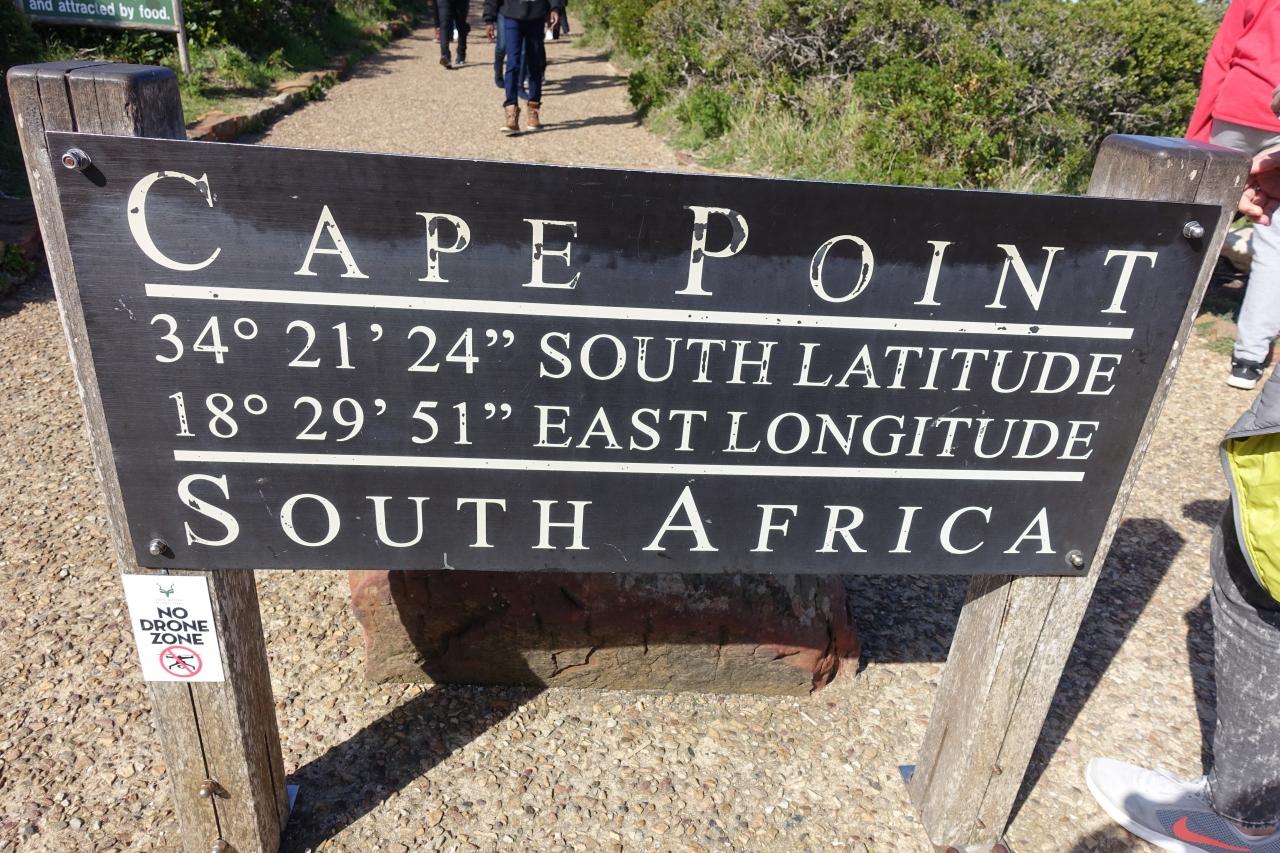 and attracted by food.
CAPE POINT
34° 21’ 24” SOUTH LATITUDE
18° 29’ 51” EAST LONGITUDE
SOUTH AFRICA
NO
DRONE
ZONE